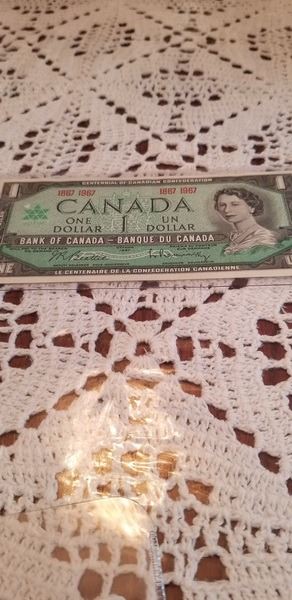 CENTENNIAL OF CANADIAN CONFEDERATION
1867 1967 1867 1967
CANADA
ONE 1 UN
DOLLAR DOLLAR
BANK OF CANADA – BANQUE DU CANADA
LE CENTENAIRE DE LA CONFÉDÉRATION CANADIENNE